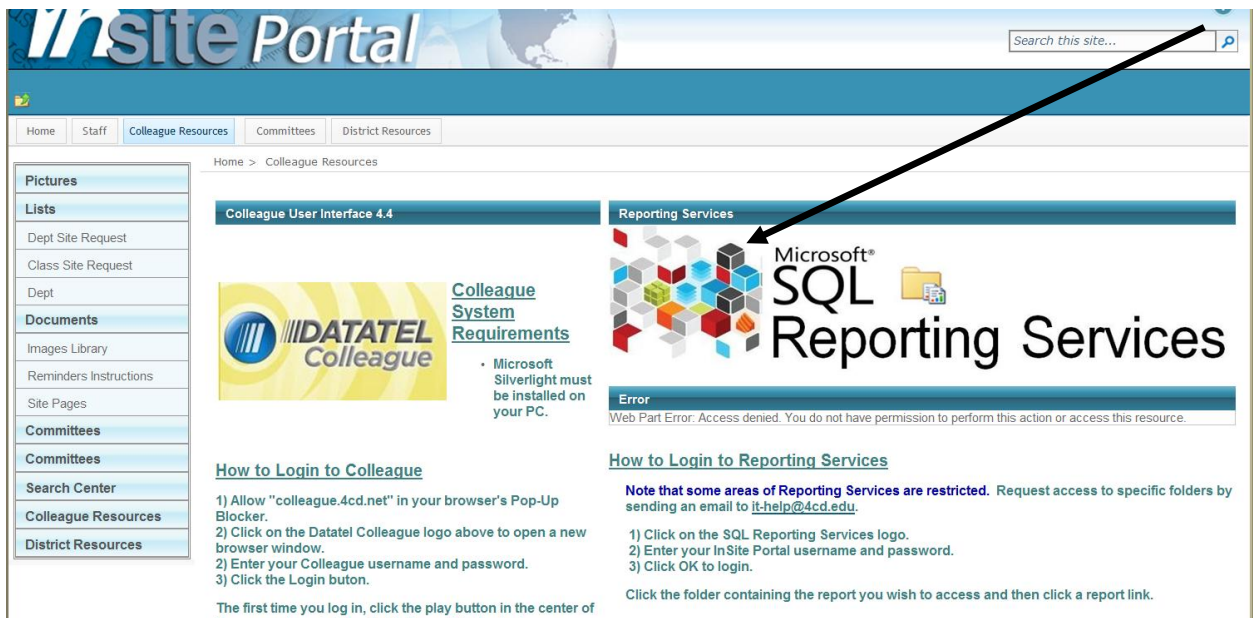 InSite Portal
Search this site...
Home Staff Colleague Resources Committees District Resources
Home > Colleague Resources
Pictures
Lists
Dept Site Request
Class Site Request
Dept
Documents
Images Library
Reminders Instructions
Site Pages
Committees
Committees
Search Center
Colleague Resources
District Resources
Colleague User Interface 4.4
DATATEL
Colleague
Colleague
System
Requirements
• Microsoft
Silverlight must
be installed on
your PC.
How to Login to Colleague
1) Allow "colleague.4cd.net" in your browser's Pop-Up
Blocker.
2) Click on the Datatel Colleague logo above to open a new
browser window.
2) Enter your Colleague username and password.
3) Click the Login buton.
The first time you log in, click the play button in the center of
Reporting Services
Microsoft®
SQL
Reporting Services
Error
Web Part Error: Access denied. You do not have permission to perform this action or access this resource.
How to Login to Reporting Services
Note that some areas of Reporting Services are restricted. Request access to specific folders by
sending an email to it-help@4cd.edu.
1) Click on the SQL Reporting Services logo.
2) Enter your InSite Portal username and password.
3) Click OK to login.
Click the folder containing the report you wish to access and then click a report link.